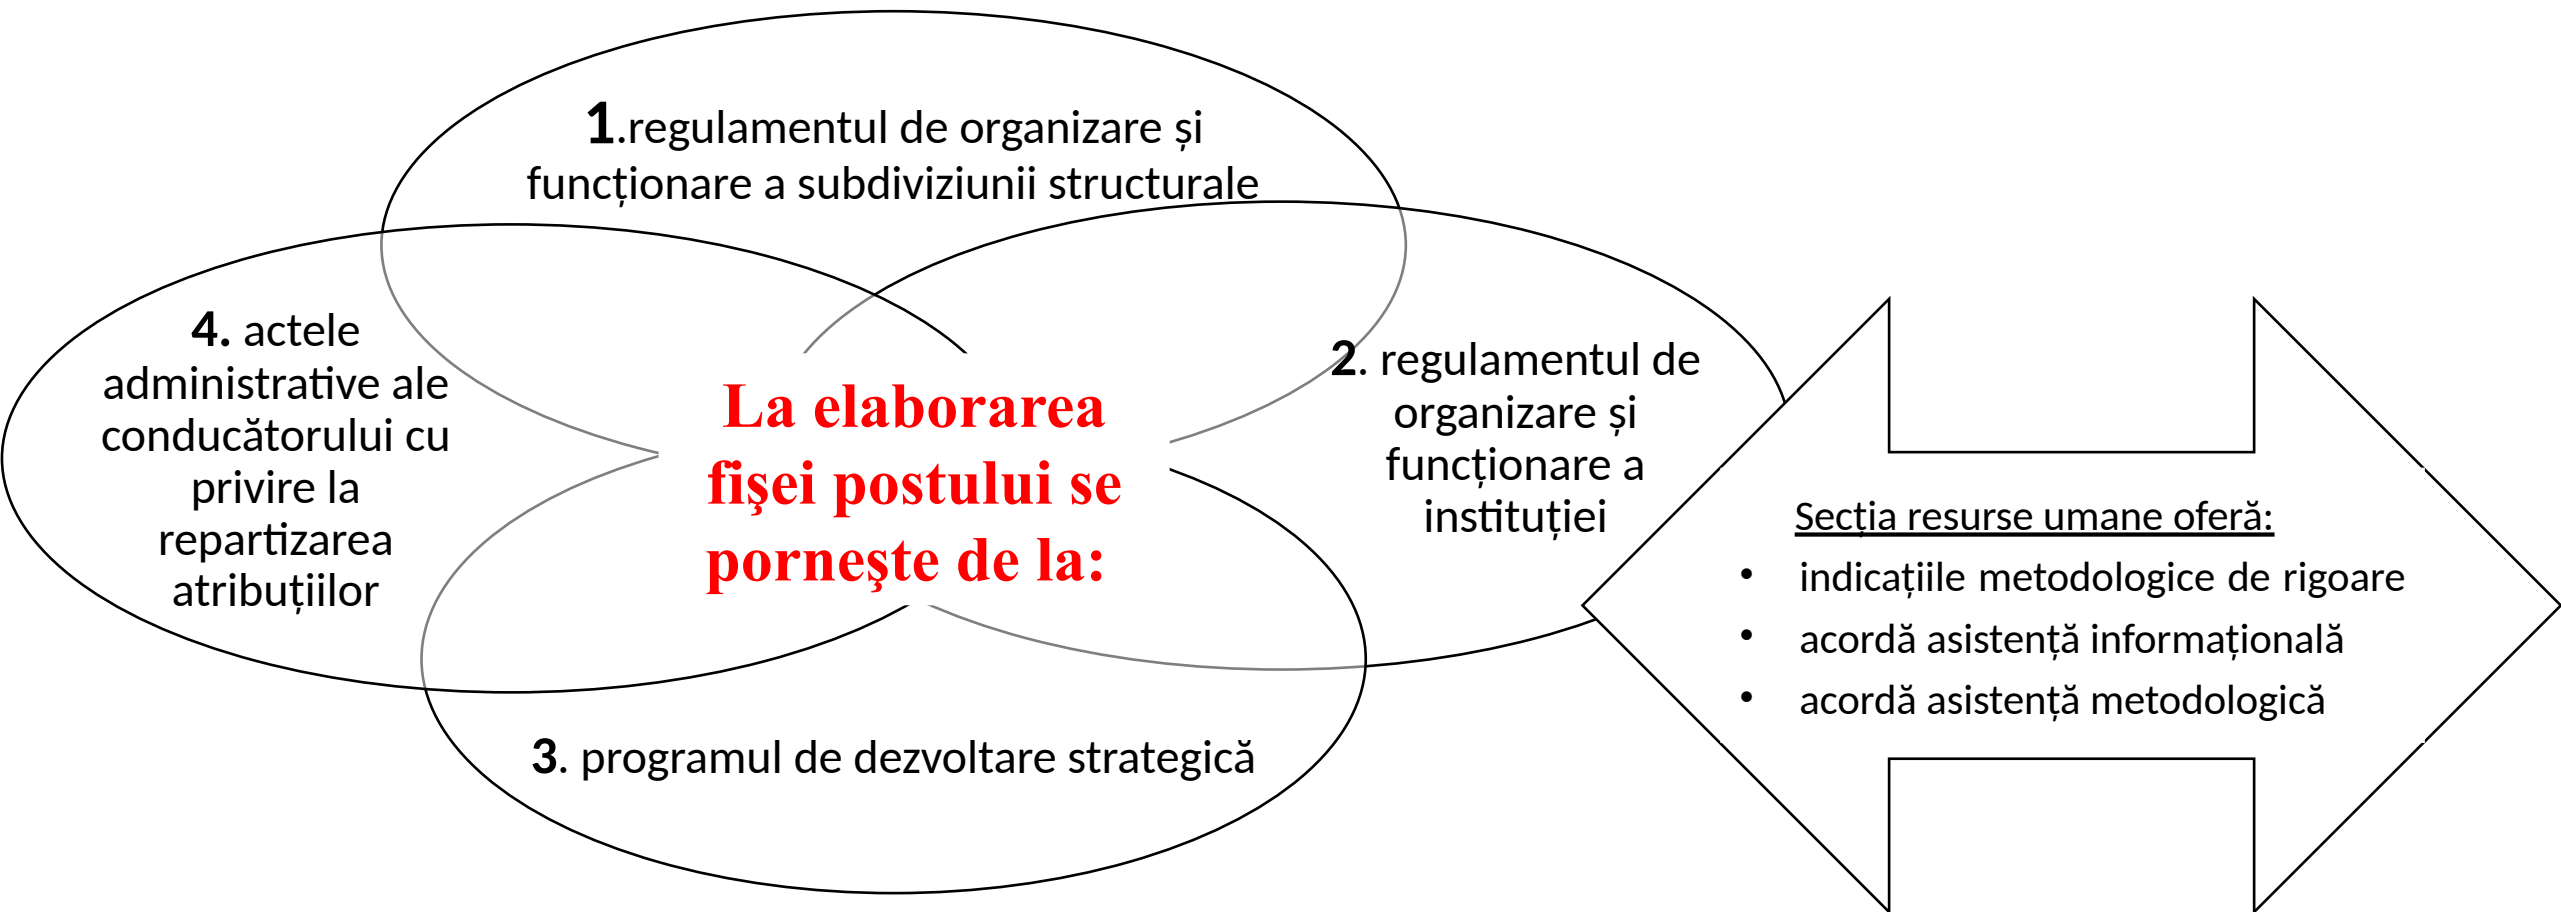 1.regulamentul de organizare și
funcționare a subdiviziunii structurale
La elaborarea
fişei postului se
porneşte de la:
2. regulamentul de
organizare și
funcționare a
instituției
3. programul de dezvoltare strategică
4. actele
administrative ale
conducătorului cu
privire la
repartizarea
atribuțiilor
Secția resurse umane oferă:
• indicațiile metodologice de rigoare
• acordă asistență informațională
• acordă asistență metodologică